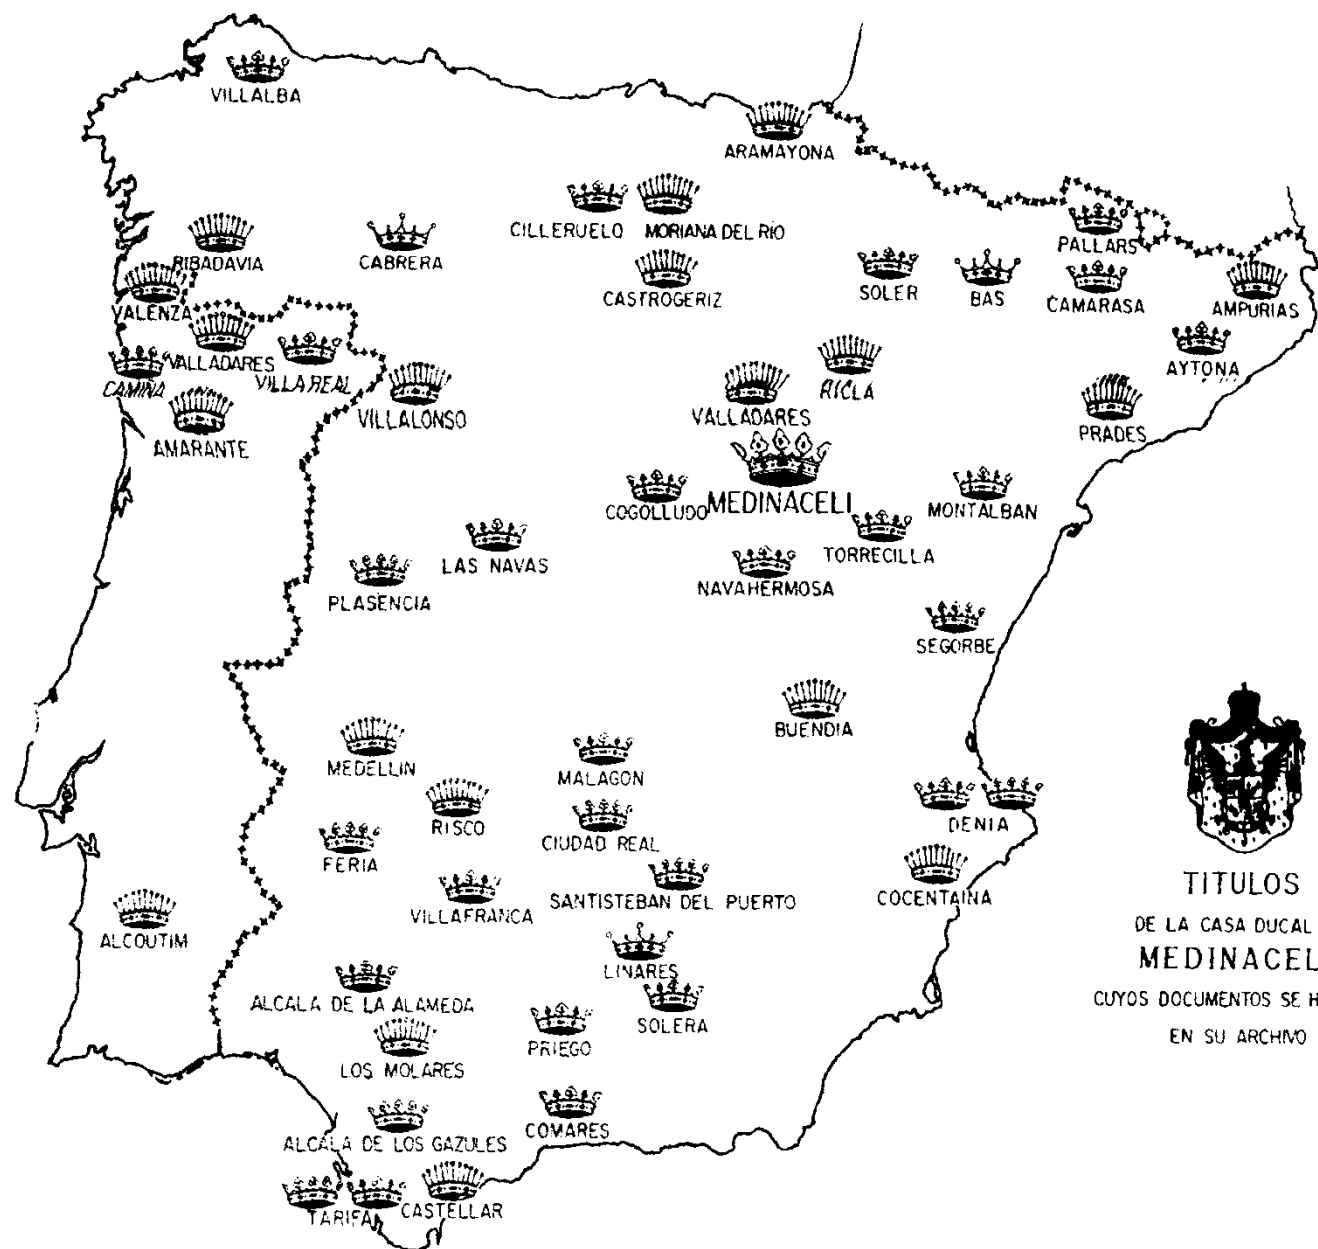 VILLALBA
ARAMAYONA
CILLERUELO
MORIANA DEL RIO
PALLARS
RIBADAVIA
CABRERA
CASTROGERIZ
SOLER
BAS
CAMARASA
AMPURIAS
VALENZA
VALLADARES
VILLAREAL
CAMIÑA
VILLALONSO
RICLA
AYTONA
VALLADARES
PRADES
AMARANTE
COGOLLUDO
MEDINACELI
MONTALBAN
LAS NAVAS
TORRECILLA
NAVAHERMOSA
PLASENCIA
SEGORBE
BUENDIA
MEDELLIN
MALAGON
RISCO
DENIA
CIUDAD REAL
FERIA
COCENTAINA
VILLAFRANCA
SANTISTEBAN DEL PUERTO
ALCOUTIM
LINARES
ALCALA DE LA ALAMEDA
SOLERA
PRIEGO
LOS MOLARES
COMARES
ALCALA DE LOS GAZULES
TARIFA
CASTELLAR
TITULOS
DE LA CASA DUCAL
MEDINACEL
CUYOS DOCUMENTOS SE H
EN SU ARCHIVO